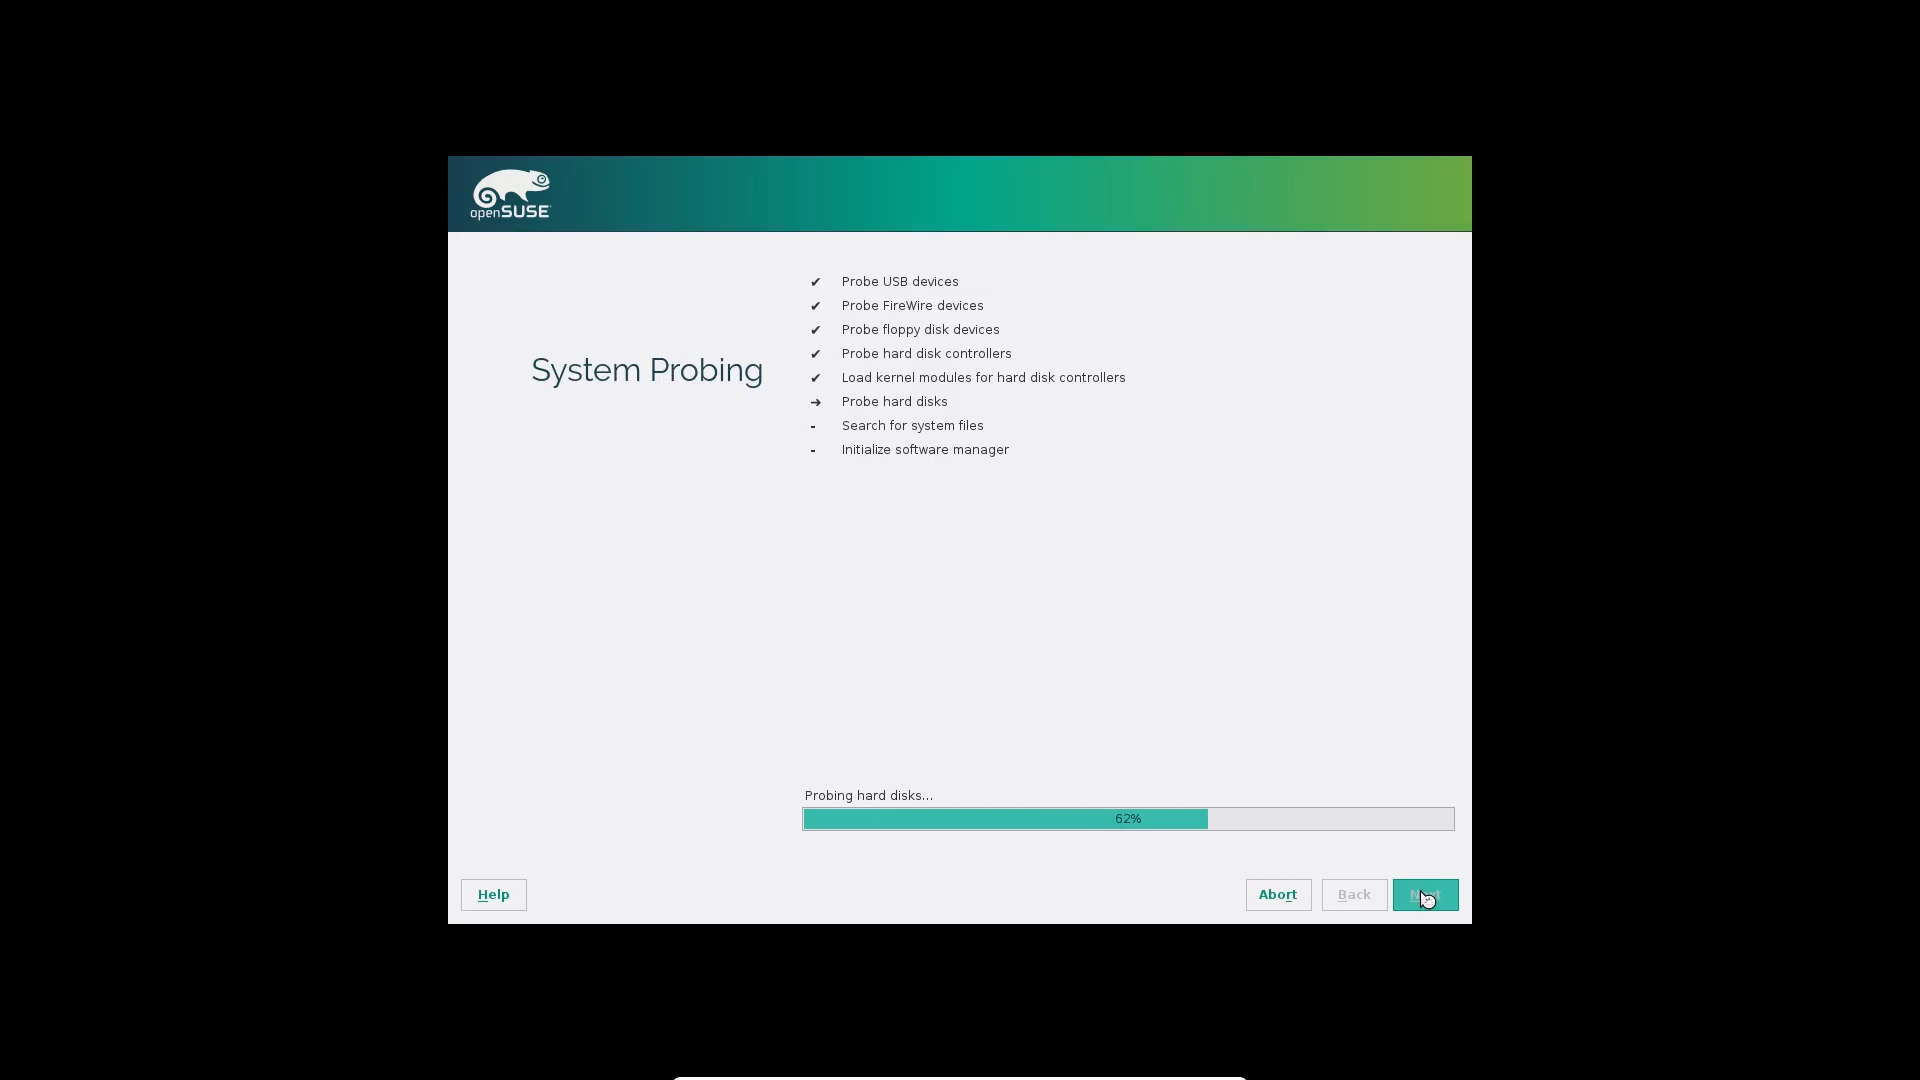 openSUSE
System Probing
✔ Probe USB devices
✔ Probe FireWire devices
✔ Probe floppy disk devices
✔ Probe hard disk controllers
✔ Load kernel modules for hard disk controllers
➜ Probe hard disks
- Search for system files
- Initialize software manager
Probing hard disks...
62%
Help
Abort
Back